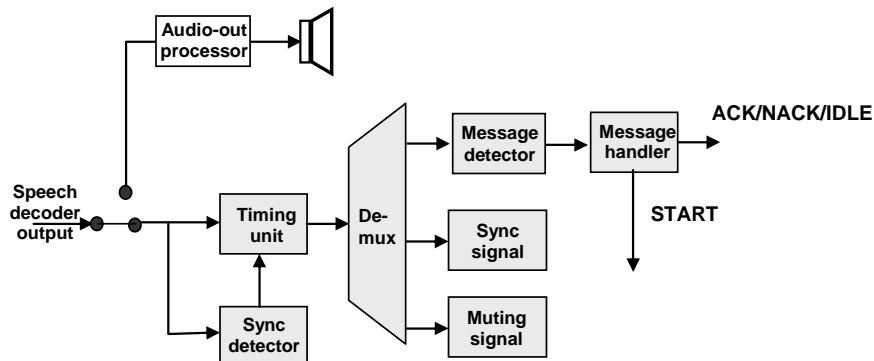 Audio-out
processor
ACK/NACK/IDLE
Message
detector
Message
handler
Speech
decoder
output
Timing
unit
De-
mux
START
Sync
signal
Sync
detector
Muting
signal